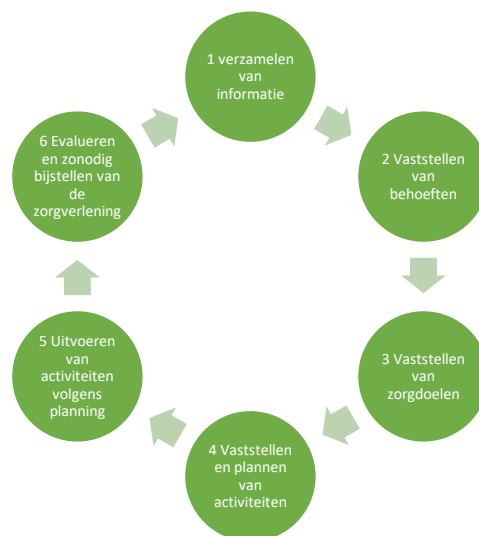 1 verzamelen
van
informatie
2 Vaststellen
van
behoeften
3 Vaststellen
van
zorgdoelen
4 Vaststellen
en plannen
van
activiteiten
5 Uitvoeren
van
activiteiten
volgens
planning
6 Evalueren
en zonodig
bijstellen van
de
zorgverlening